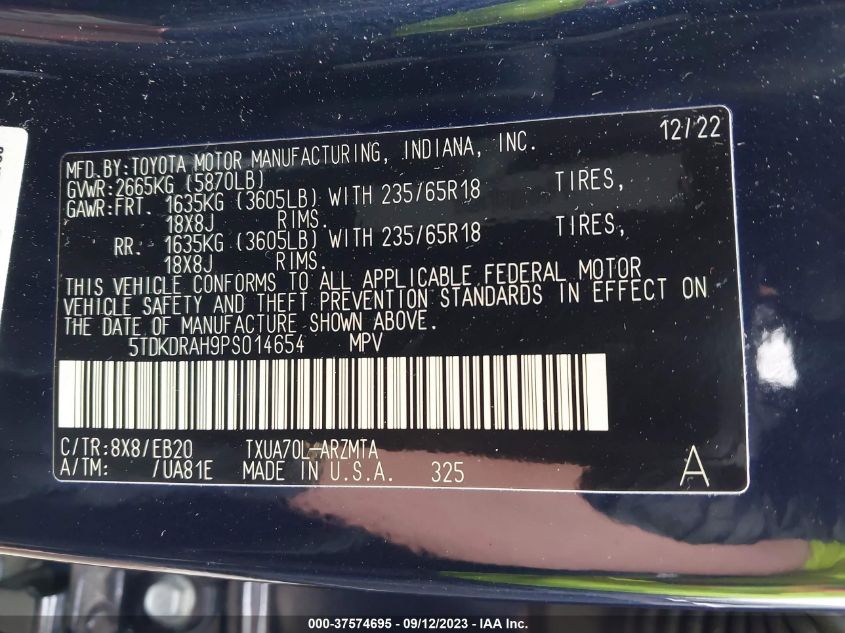 12/22
MFD.BY:TOYOTA MOTOR MANUFACTURING, INDIANA, INC.
GVWR:2665KG (5870LB)
GAWR:FRT. 1635KG (3605LB) WITH 235/65R18 TIRES,
18X8J RIMS.
RR. 1635KG (3605LB) WITH 235/65R18 TIRES,
18X8J RIMS.
THIS VEHICLE CONFORMS TO ALL APPLICABLE FEDERAL MOTOR
VEHICLE SAFETY AND THEFT PREVENTION STANDARDS IN EFFECT ON
THE DATE OF MANUFACTURE SHOWN ABOVE.
5TDKDRAH9PS014654 MPV
C/TR:8X8/EB20 TXUA70L-ARZMTA
A/TM: /UA81E MADE IN U.S.A. 325 A
000-37574695 - 09/12/2023 - © IAA Inc.